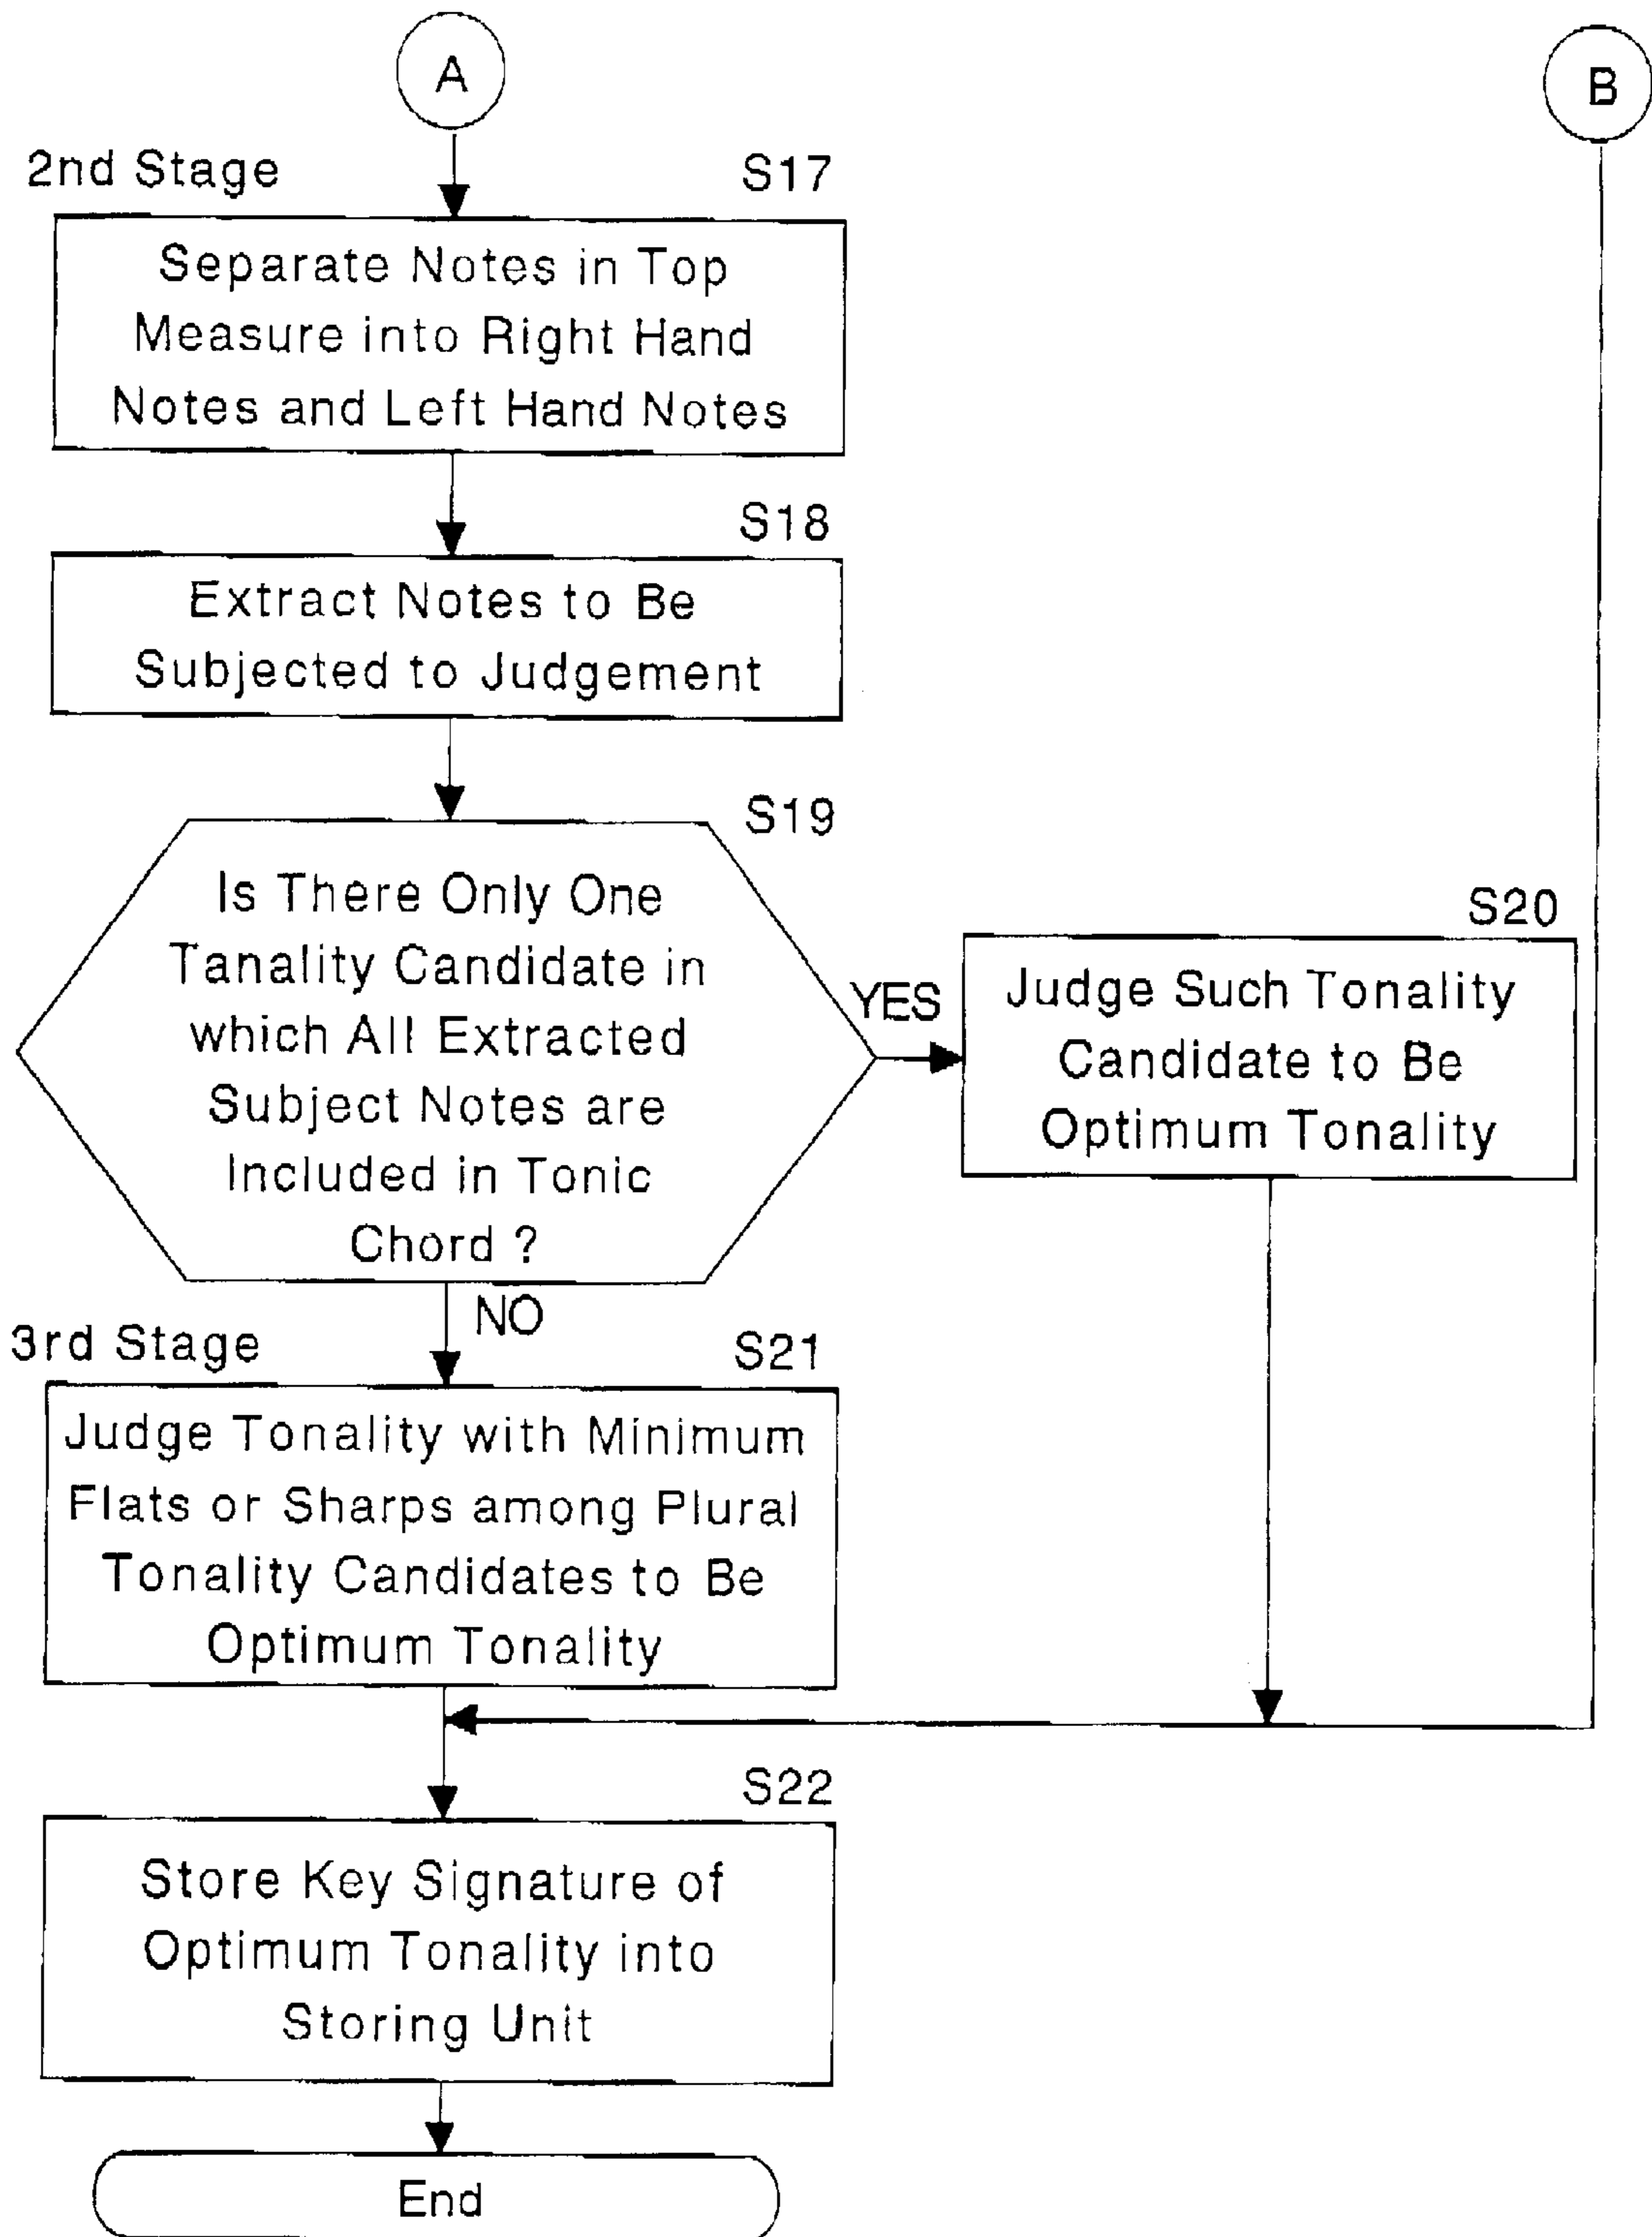 A
B
2nd Stage
S17
Separate Notes in Top
Measure into Right Hand
Notes and Left Hand Notes
S18
Extract Notes to Be
Subjected to Judgement
S19
Is There Only One
Tanality Candidate in
which All Extracted
Subject Notes are
Included in Tonic
Chord ?
YES
S20
Judge Such Tonality
Candidate to Be
Optimum Tonality
NO
3rd Stage
S21
Judge Tonality with Minimum
Flats or Sharps among Plural
Tonality Candidates to Be
Optimum Tonality
S22
Store Key Signature of
Optimum Tonality into
Storing Unit
End